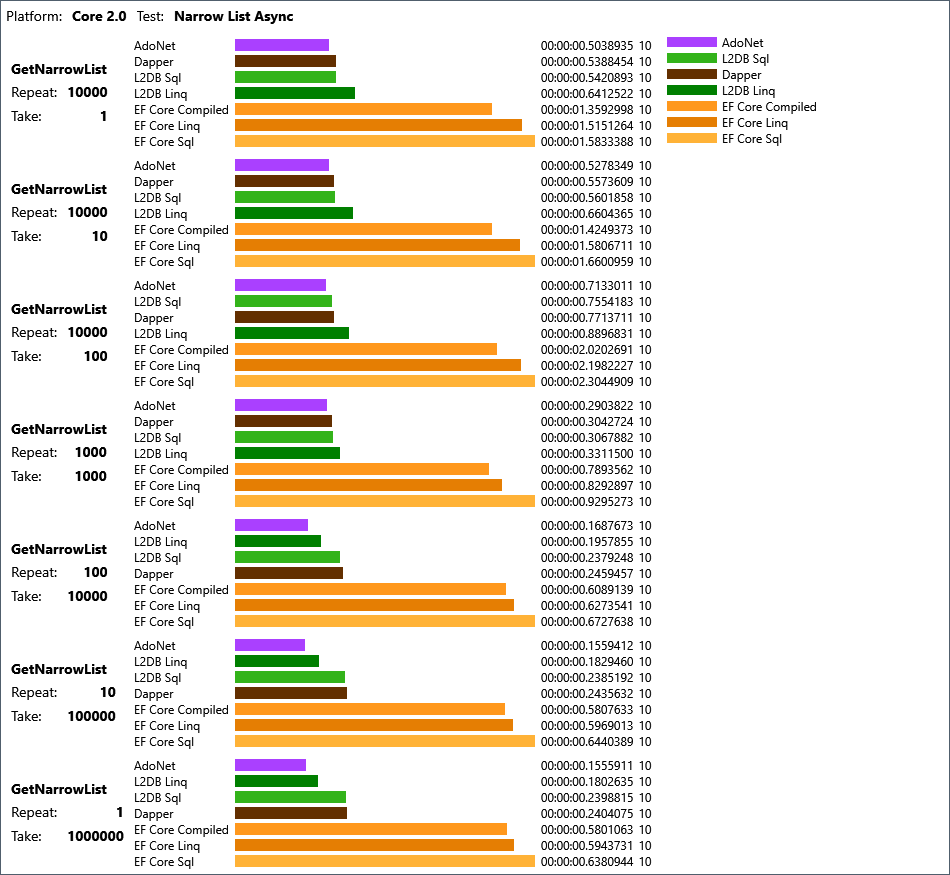 Platform: Core 2.0 Test: Narrow List Async
GetNarrowList
Repeat: 10000
Take: 1
AdoNet 00:00:00.5038935 10
Dapper 00:00:00.5388454 10
L2DB Sql 00:00:00.5420893 10
L2DB Linq 00:00:00.6412522 10
EF Core Compiled 00:00:01.3592998 10
EF Core Linq 00:00:01.5151264 10
EF Core Sql 00:00:01.5833388 10
AdoNet
L2DB Sql
Dapper
L2DB Linq
EF Core Compiled
EF Core Linq
EF Core Sql
GetNarrowList
Repeat: 10000
Take: 10
AdoNet 00:00:00.5278349 10
Dapper 00:00:00.5573609 10
L2DB Sql 00:00:00.5601858 10
L2DB Linq 00:00:00.6604365 10
EF Core Compiled 00:00:01.4249373 10
EF Core Linq 00:00:01.5806711 10
EF Core Sql 00:00:01.6600959 10
GetNarrowList
Repeat: 10000
Take: 100
AdoNet 00:00:00.7133011 10
L2DB Sql 00:00:00.7554183 10
Dapper 00:00:00.7713711 10
L2DB Linq 00:00:00.8896831 10
EF Core Compiled 00:00:02.0202691 10
EF Core Linq 00:00:02.1982227 10
EF Core Sql 00:00:02.3044909 10
GetNarrowList
Repeat: 1000
Take: 1000
AdoNet 00:00:00.2903822 10
Dapper 00:00:00.3042724 10
L2DB Sql 00:00:00.3067882 10
L2DB Linq 00:00:00.3311500 10
EF Core Compiled 00:00:00.7893562 10
EF Core Linq 00:00:00.8292897 10
EF Core Sql 00:00:00.9295273 10
GetNarrowList
Repeat: 100
Take: 10000
AdoNet 00:00:00.1687673 10
L2DB Linq 00:00:00.1957855 10
L2DB Sql 00:00:00.2379248 10
Dapper 00:00:00.2459457 10
EF Core Compiled 00:00:00.6089139 10
EF Core Linq 00:00:00.6273541 10
EF Core Sql 00:00:00.6727638 10
GetNarrowList
Repeat: 10
Take: 100000
AdoNet 00:00:00.1559412 10
L2DB Linq 00:00:00.1829460 10
L2DB Sql 00:00:00.2385192 10
Dapper 00:00:00.2435632 10
EF Core Compiled 00:00:00.5807633 10
EF Core Linq 00:00:00.5969013 10
EF Core Sql 00:00:00.6440389 10
GetNarrowList
Repeat: 1
Take: 1000000
AdoNet 00:00:00.1555911 10
L2DB Linq 00:00:00.1802635 10
L2DB Sql 00:00:00.2398815 10
Dapper 00:00:00.2404075 10
EF Core Compiled 00:00:00.5801063 10
EF Core Linq 00:00:00.5943731 10
EF Core Sql 00:00:00.6380944 10